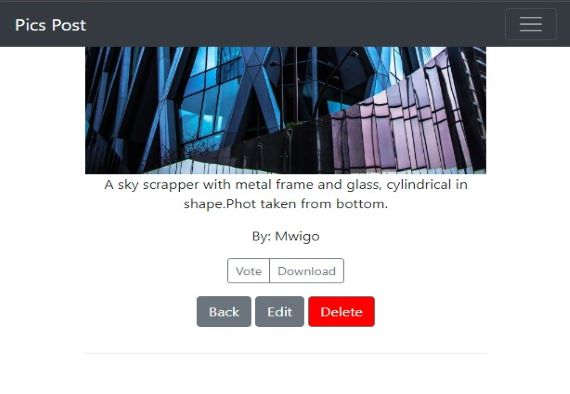 Pics Post
A sky scrapper with metal frame and glass, cylindrical in
shape.Phot taken from bottom.
By: Mwigo
Vote Download
Back Edit Delete